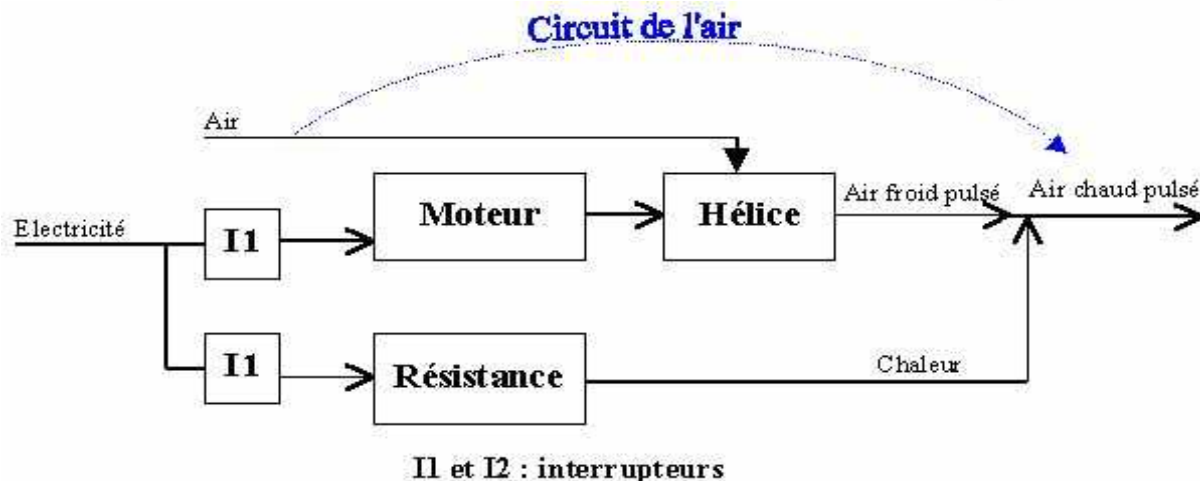 Circuit de l'air
Air
Electricité
I1
Moteur
Hélice
Air froid pulsé
Air chaud pulsé
I1
Résistance
Chaleur
I1 et I2 : interrupteurs